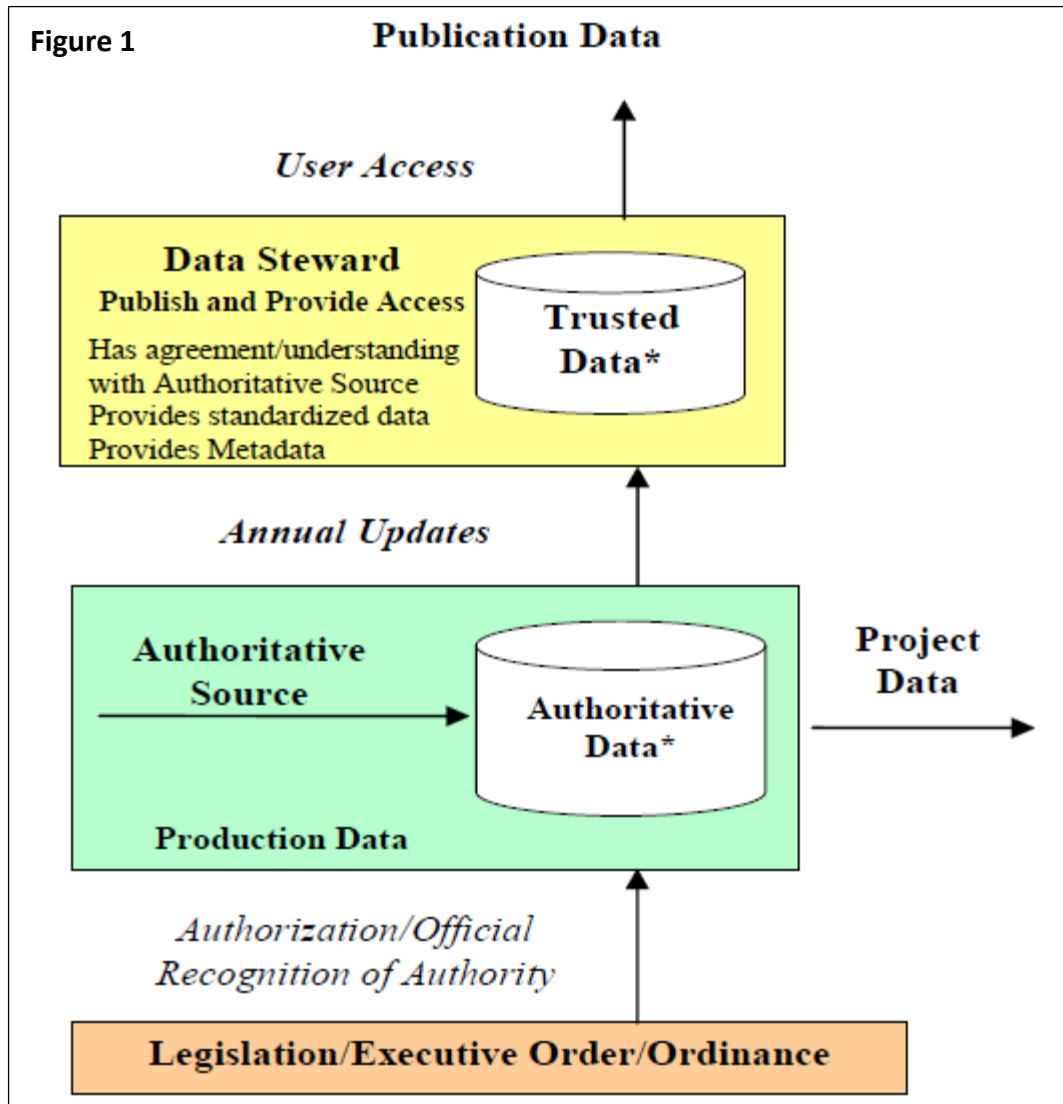 Figure 1
Publication Data
User Access
Data Steward
Publish and Provide Access
Has agreement/understanding
with Authoritative Source
Provides standardized data
Provides Metadata
Trusted
Data*
Annual Updates
Authoritative
Source
Authoritative
Data*
Production Data
Project
Data
Authorization/Official
Recognition of Authority
Legislation/Executive Order/Ordinance